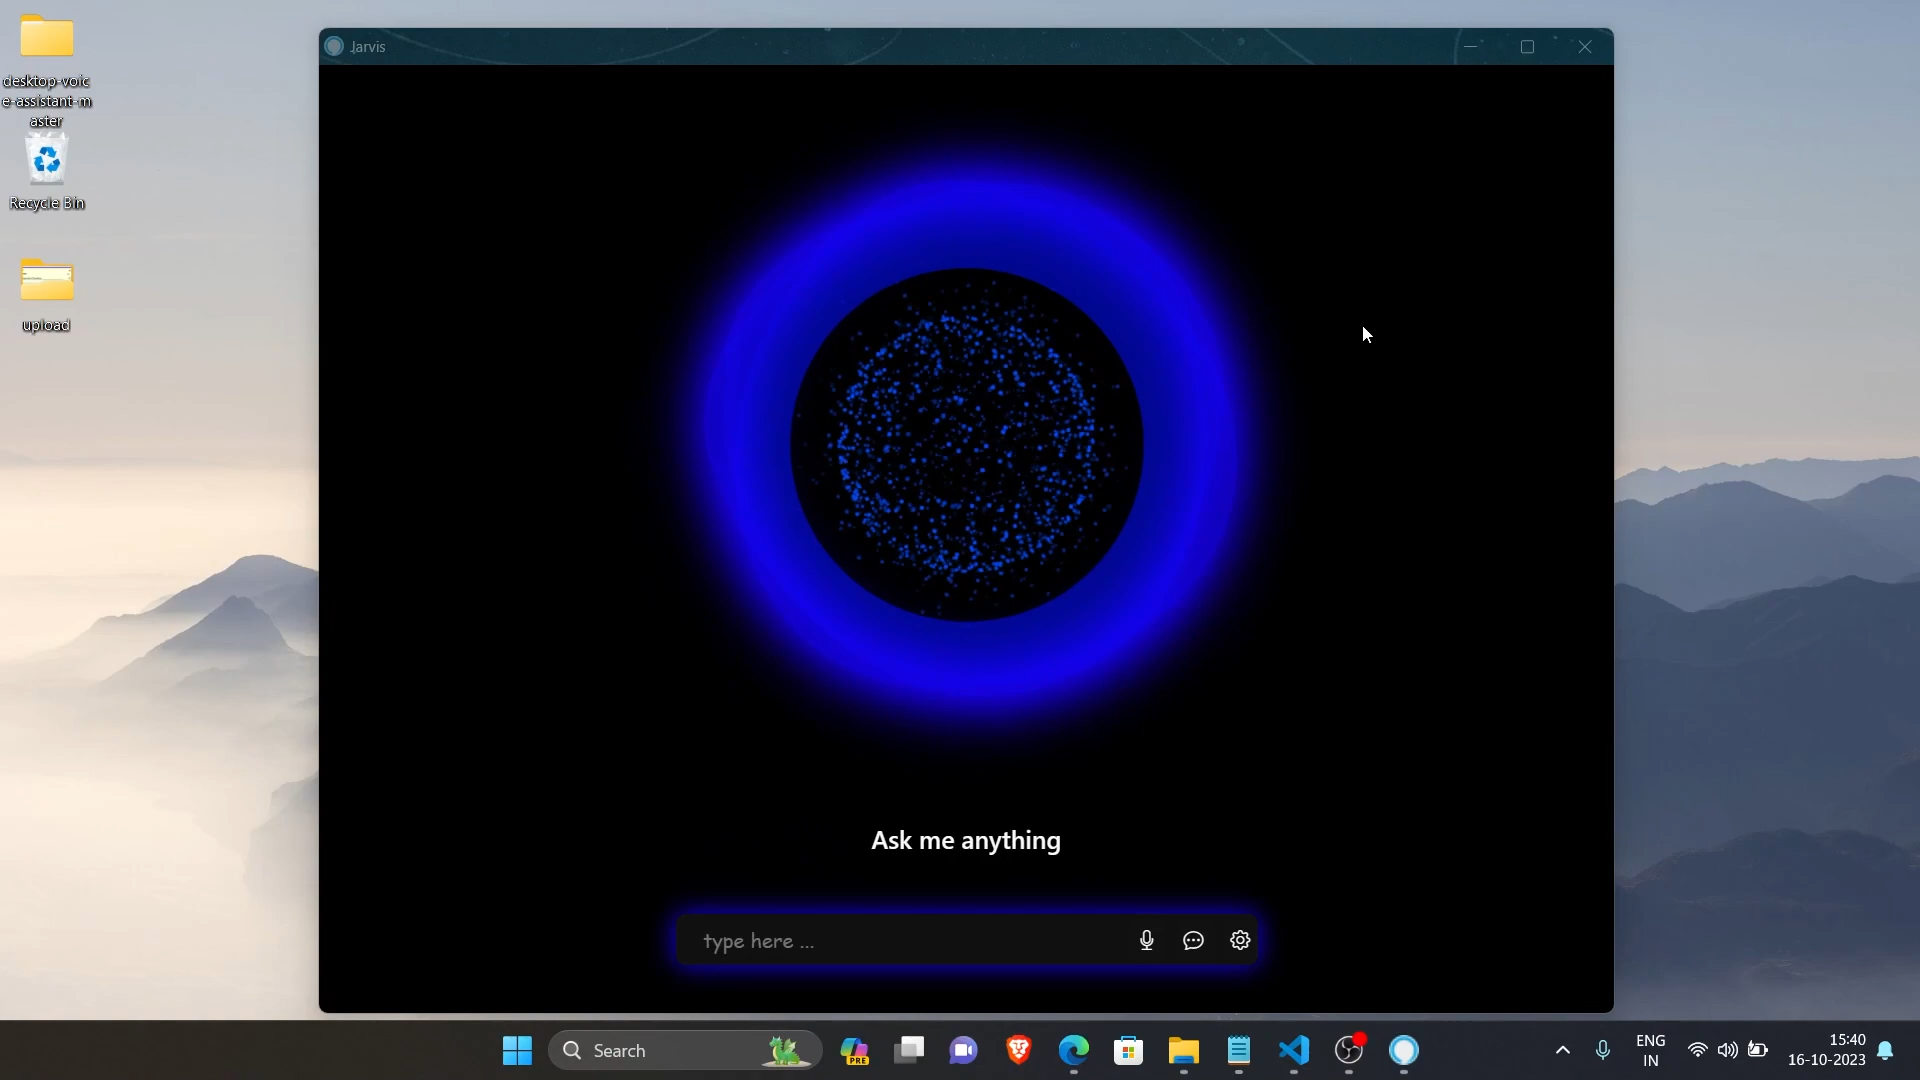 Jarvis
desktop-voic
e-assistant-m
aster
Recycle Bin
upload
Ask me anything
type here ...
Search
PRE
ENG
IN
15:40
16-10-2023